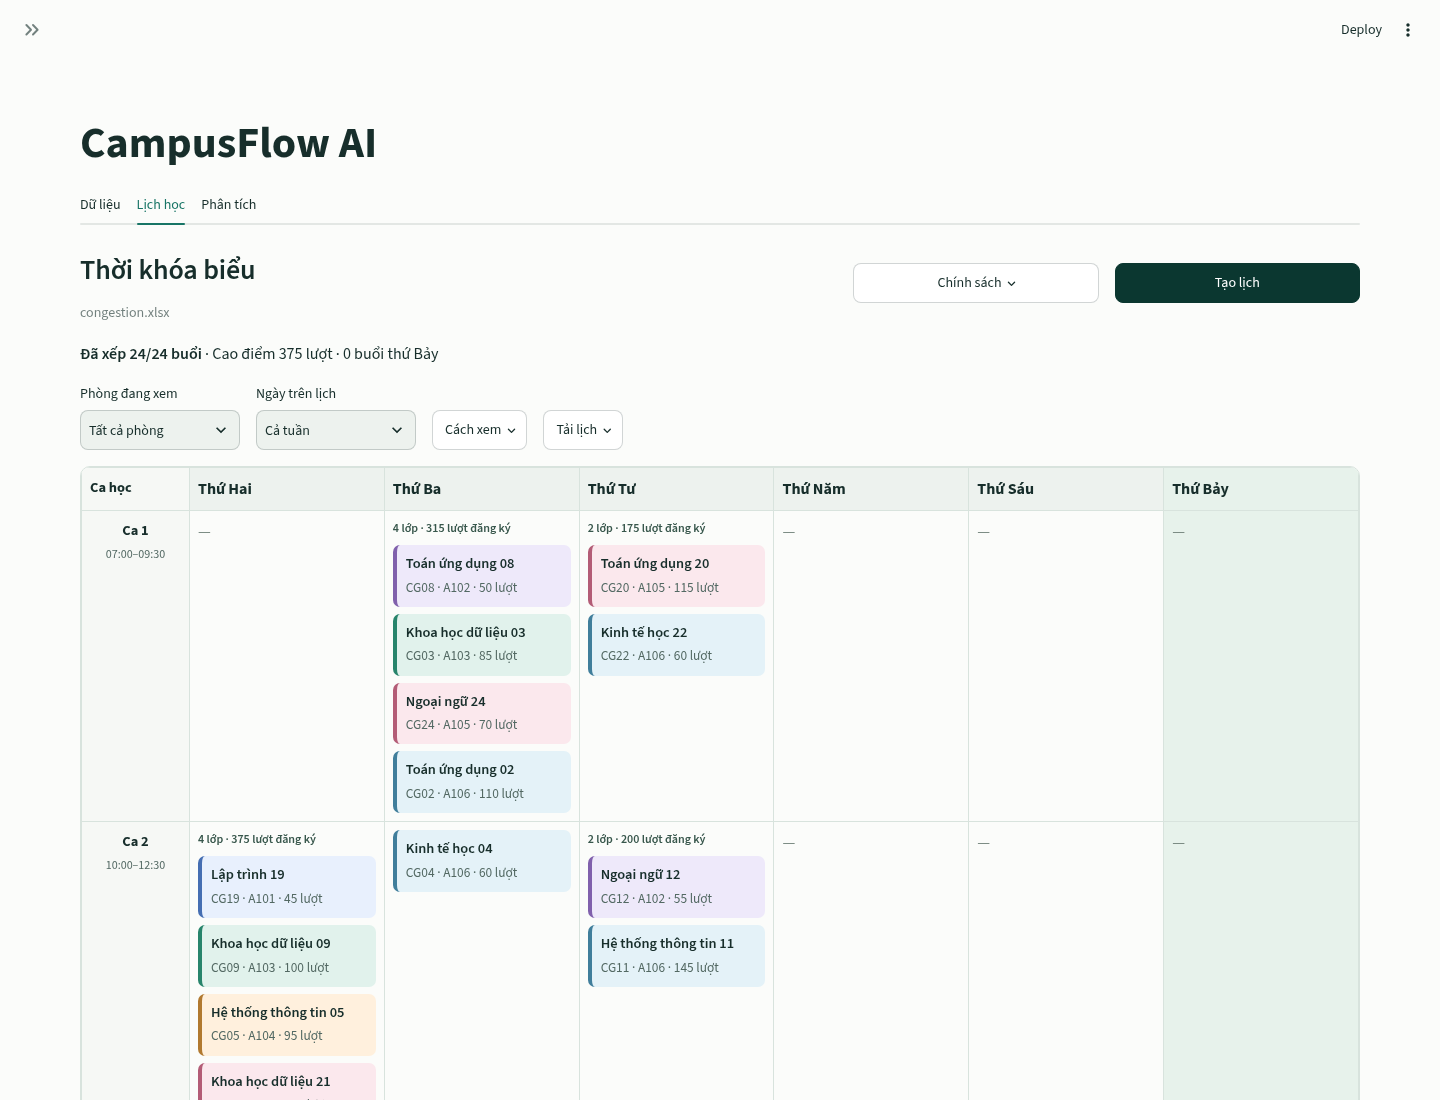 Deploy
CampusFlow AI
Dữ liệu Lịch học Phân tích
Thời khóa biểu
Chính sách Tạo lịch
congestion.xlsx
Đã xếp 24/24 buổi · Cao điểm 375 lượt · 0 buổi thứ Bảy
Phòng đang xem Ngày trên lịch
Tất cả phòng Cả tuần Cách xem Tải lịch
Ca học Thứ Hai Thứ Ba Thứ Tư Thứ Năm Thứ Sáu Thứ Bảy
Ca 1
07:00–09:30
—
4 lớp · 315 lượt đăng ký
Toán ứng dụng 08
CG08 · A102 · 50 lượt
Khoa học dữ liệu 03
CG03 · A103 · 85 lượt
Ngoại ngữ 24
CG24 · A105 · 70 lượt
Toán ứng dụng 02
CG02 · A106 · 110 lượt
2 lớp · 175 lượt đăng ký
Toán ứng dụng 20
CG20 · A105 · 115 lượt
Kinh tế học 22
CG22 · A106 · 60 lượt
—
—
—
Ca 2
10:00–12:30
4 lớp · 375 lượt đăng ký
Lập trình 19
CG19 · A101 · 45 lượt
Khoa học dữ liệu 09
CG09 · A103 · 100 lượt
Hệ thống thông tin 05
CG05 · A104 · 95 lượt
Khoa học dữ liệu 21
Kinh tế học 04
CG04 · A106 · 60 lượt
2 lớp · 200 lượt đăng ký
Ngoại ngữ 12
CG12 · A102 · 55 lượt
Hệ thống thông tin 11
CG11 · A106 · 145 lượt
—
—
—